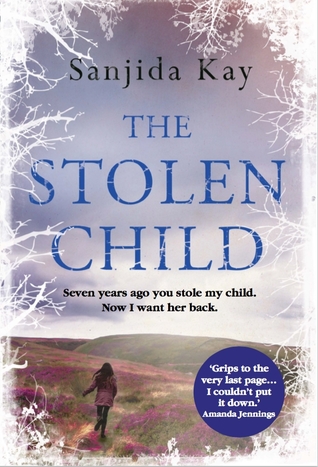 Sanjida Kay
THE
STOLEN
CHILD
Seven years ago you stole my child.
Now I want her back.
‘Grips to the
very last page...
I couldn’t put
it down.’
Amanda Jennings